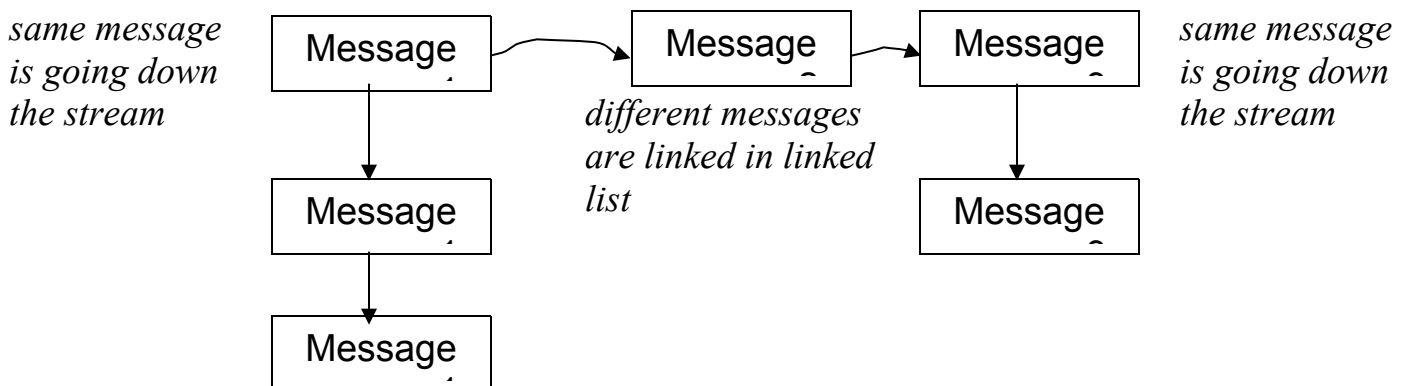 same message
is going down
the stream
Message
Message
Message
same message
is going down
the stream
different messages
are linked in linked
list
Message
Message
Message